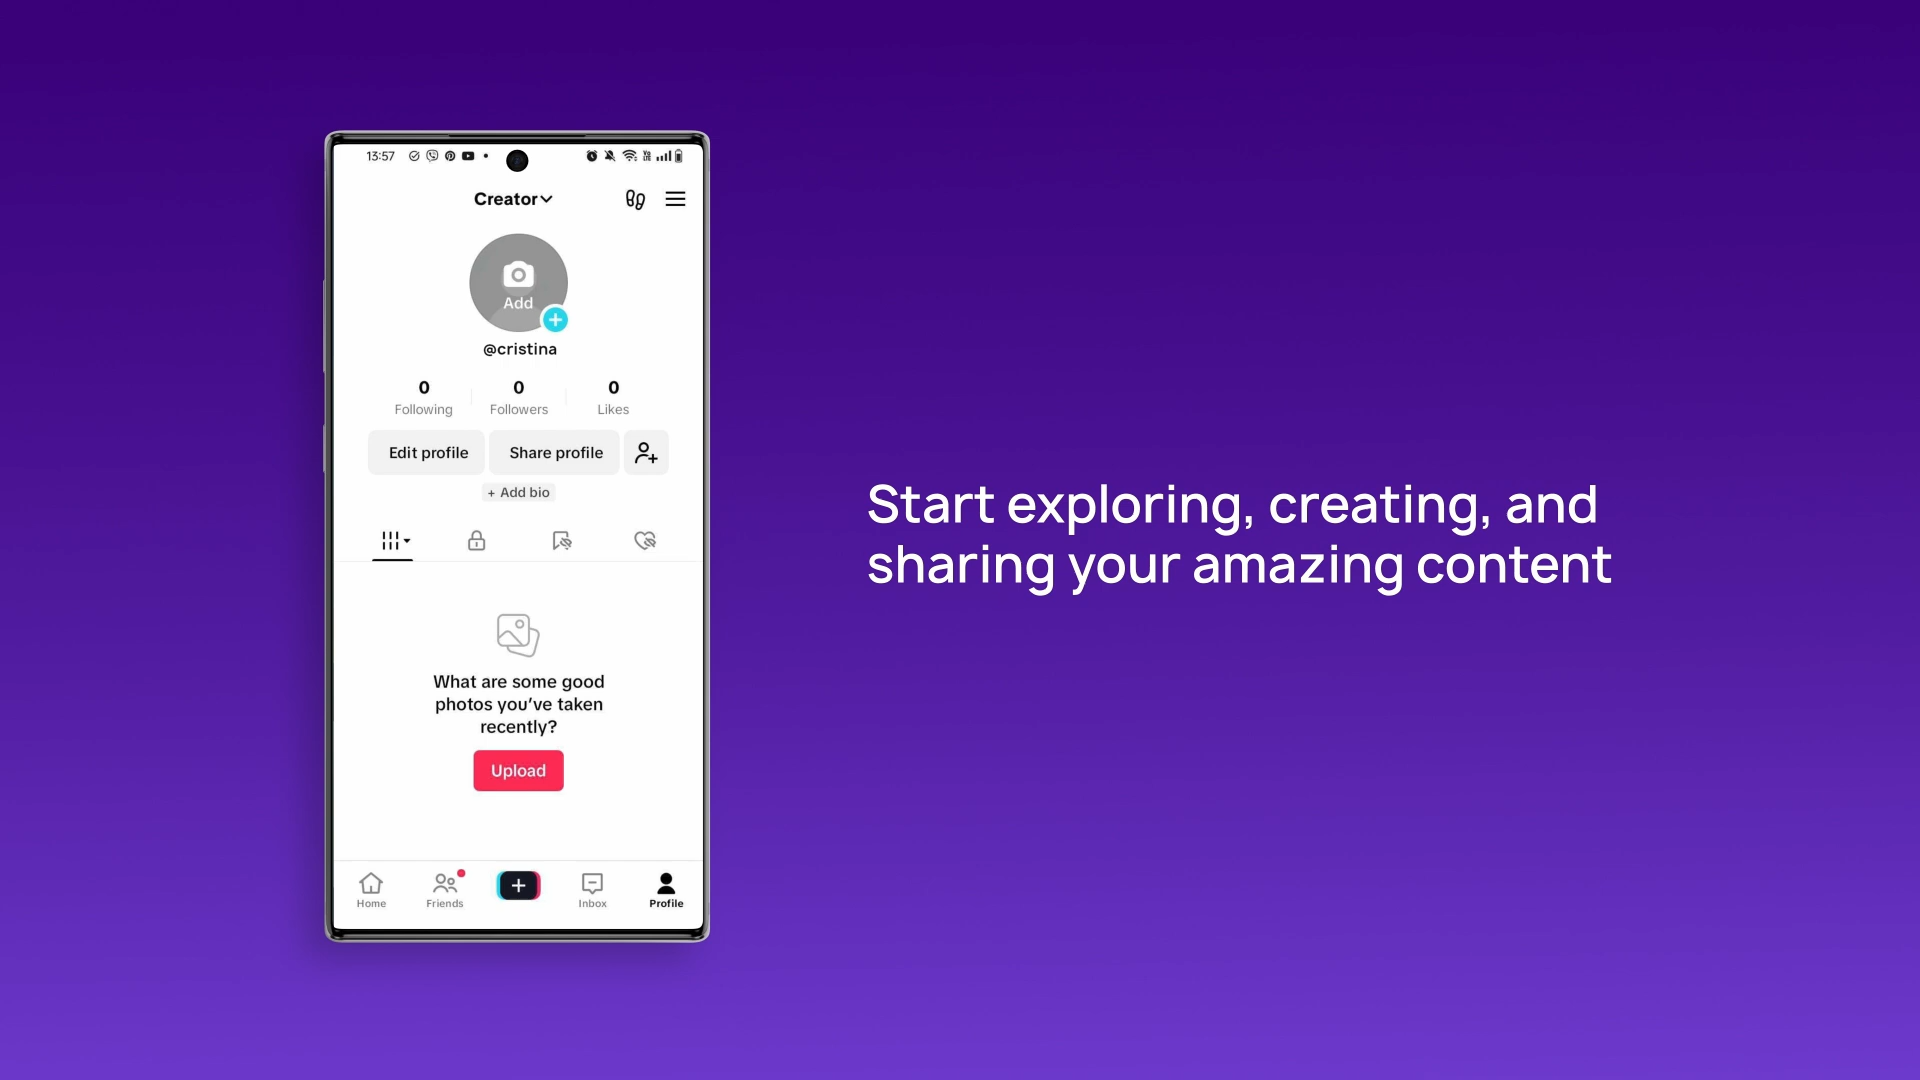 13:57
Creator
Add
@cristina
0 0 0
Following Followers Likes
Edit profile Share profile
+ Add bio
What are some good
photos you've taken
recently?
Upload
Home Friends Inbox Profile
Start exploring, creating, and
sharing your amazing content